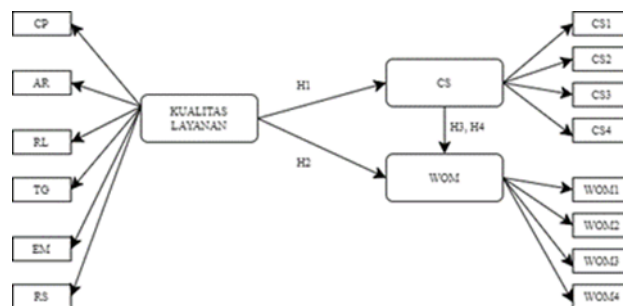 CP
AR
RL
TG
EM
RS
KUALITAS
LAYANAN
H1
H2
CS
H3, H4
WOM
CS1
CS2
CS3
CS4
WOM1
WOM2
WOM3
WOM4